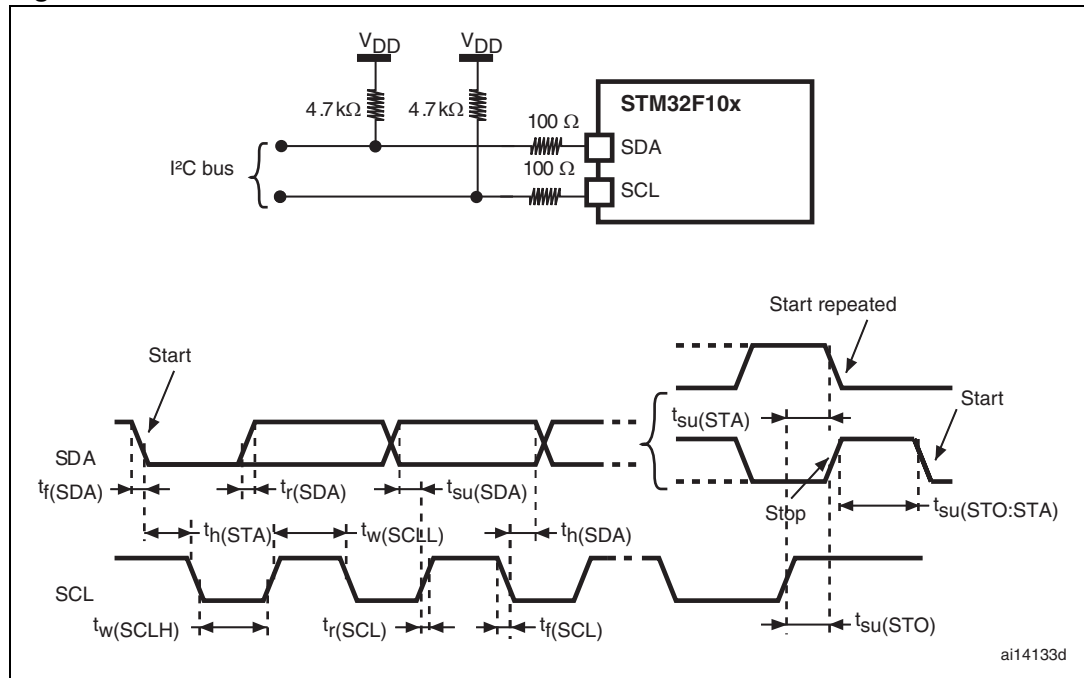 VDD VDD
STM32F10x
4.7kΩ 4.7kΩ 100 Ω
SDA
I²C bus
100 Ω
SCL
Start repeated
Start
Start
tsu(STA)
SDA
tf(SDA) tr(SDA) tsu(SDA)
Stop tsu(STO:STA)
th(STA) tw(SCLL) th(SDA)
SCL
tw(SCLH) tr(SCL) tf(SCL) tsu(STO)
ai14133d